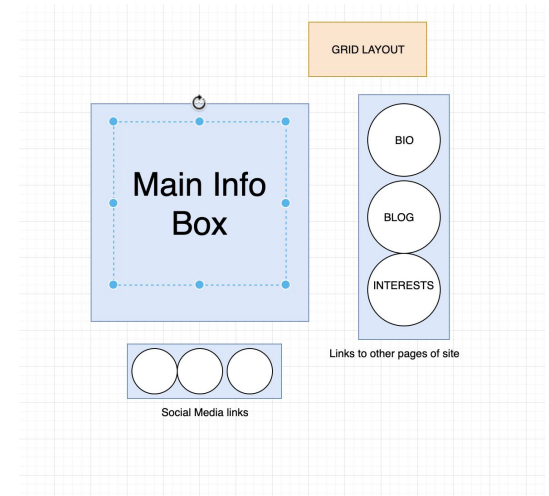 GRID LAYOUT
Main Info
Box
BIO
BLOG
INTERESTS
Links to other pages of site
Social Media links